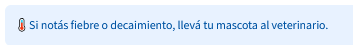 🌡️Si notás fiebre o decaimiento, llevá tu mascota al veterinario.